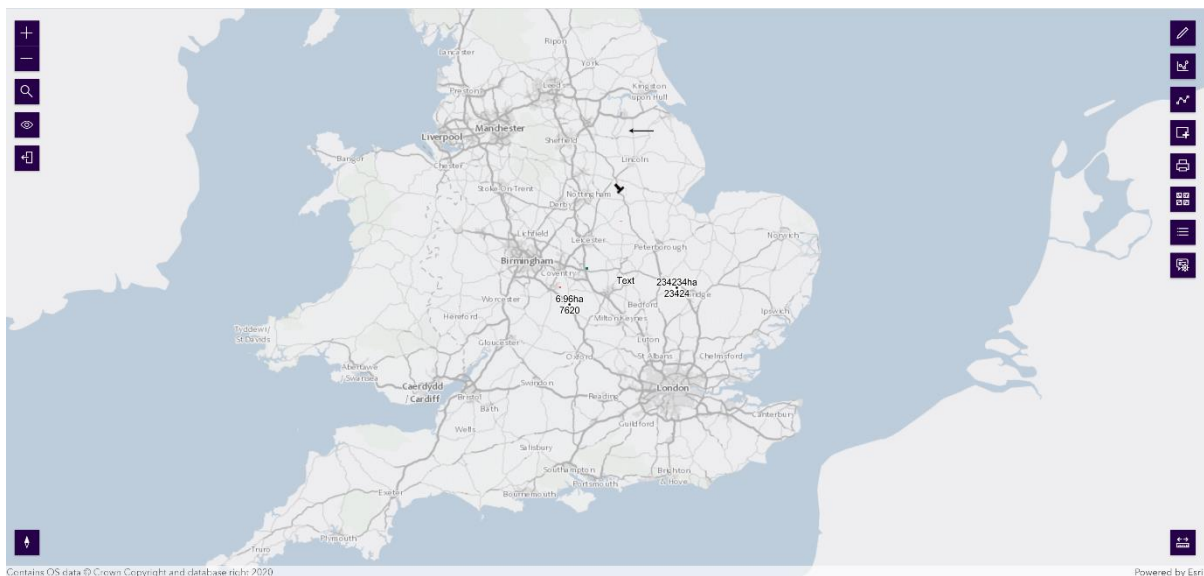 Ripon
Lancaster
York
Preston
Leeds
Kingston
upon Hull
Manchester
Liverpool
Sheffield
Bangor
Chester
Lincoln
Stoke-On-Trent
Nottingham
Derby
Lichfield
Leicester
Peterborough
Norwich
Birmingham
Coventry
Text
234234ha
23424
6.96ha
7620
Worcester
Bedford
Hereford
Milton Keynes
Ipswich
Tyddewi/
St Davids
Gloucester
Luton
Oxford
St Albans
Chelmsford
Abertawe
/ Swansea
Caerdydd
/ Cardiff
Swindon
London
Bristol
Reading
Bath
Canterbury
Guildford
Wells
Salisbury
Southampton
Brighton
& Hove
Portsmouth
Bournemouth
Exeter
Plymouth
Truro
Contains OS data © Crown Copyright and database right 2020
Powered by Esri